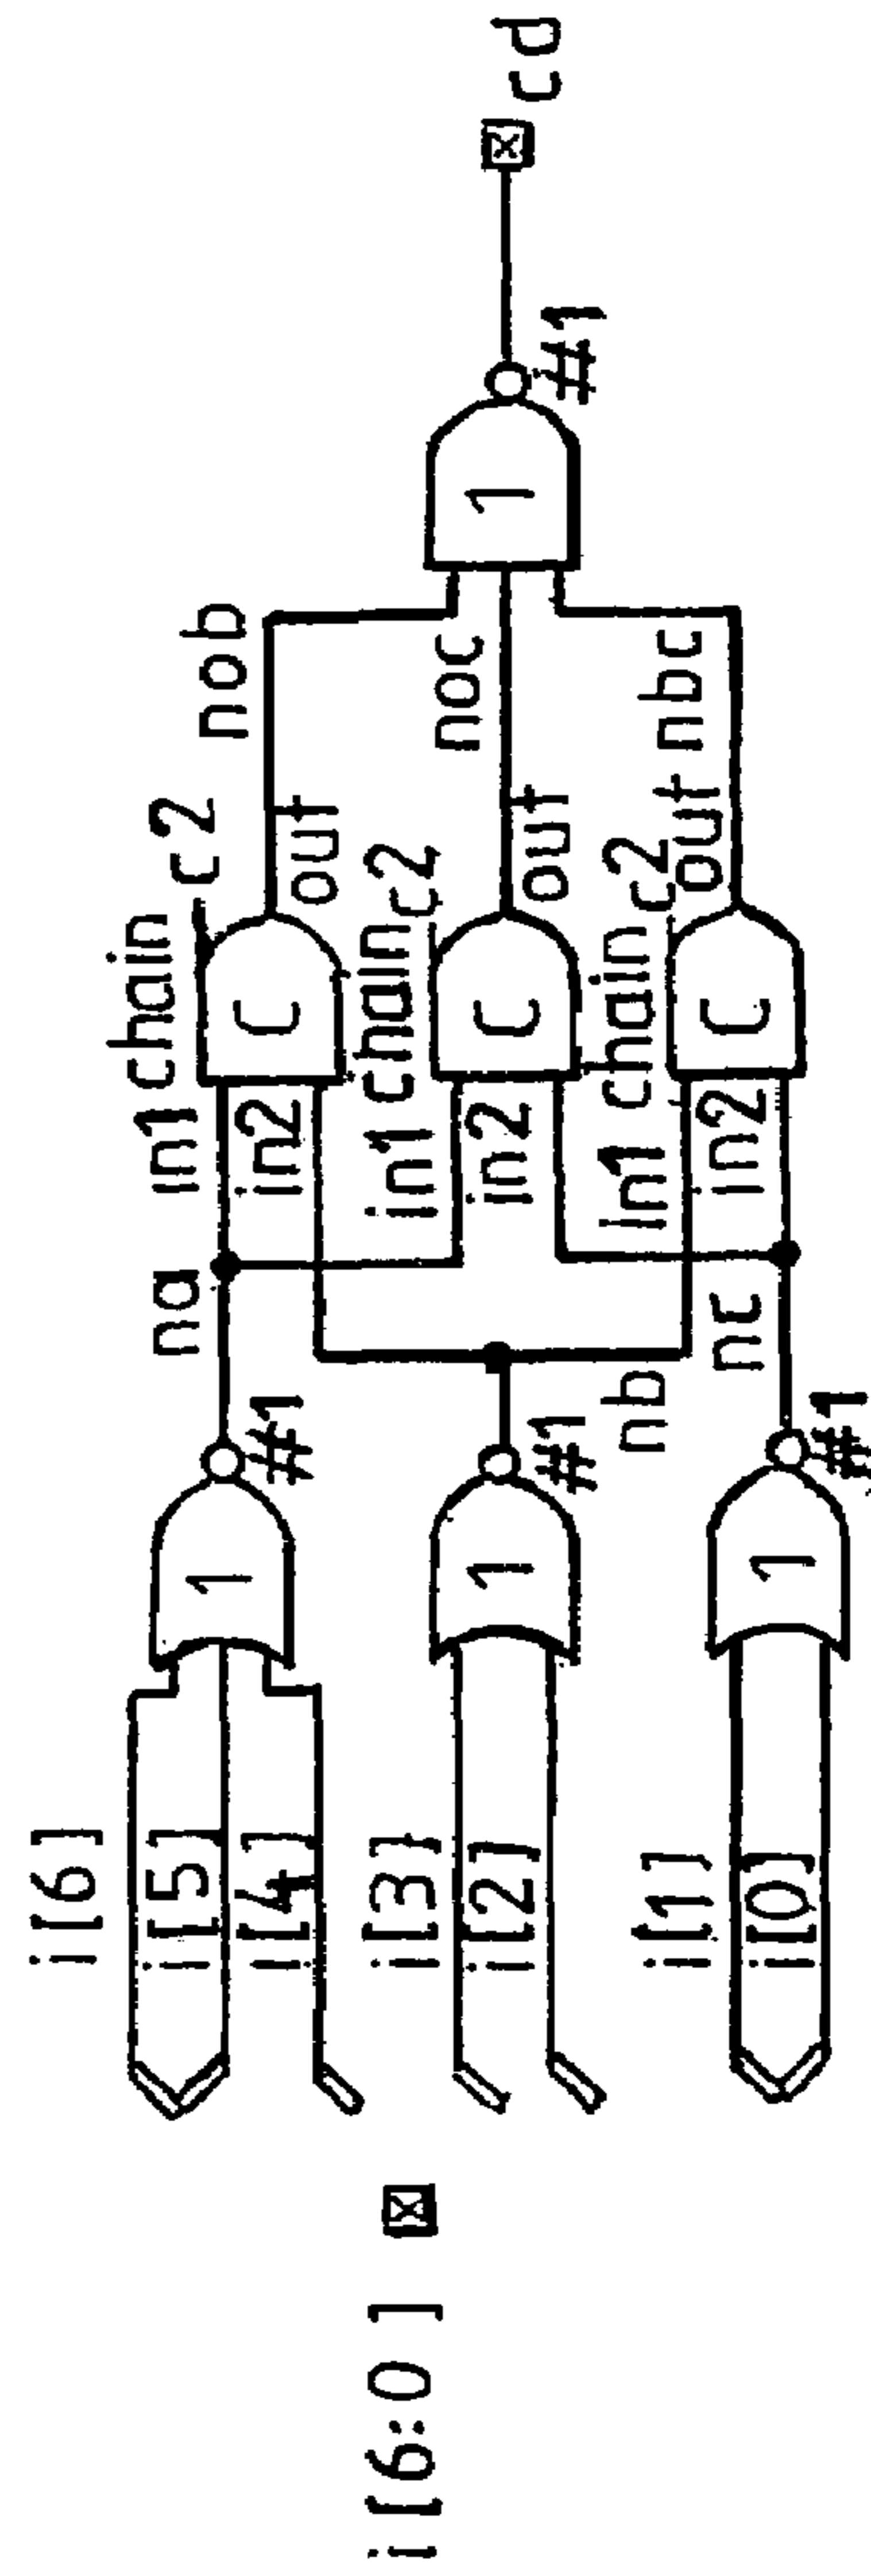 i[6:0]
i[6]
i[5]
i[4]
i[3]
i[2]
i[1]
i[0]
1
#1
1
#1
1
#1
na
nb
nc
in1
in2
chain
c2
C
out
in1
in2
chain
c2
C
out
in1
in2
chain
c2
C
out
nob
noc
nbc
1
#1
cd